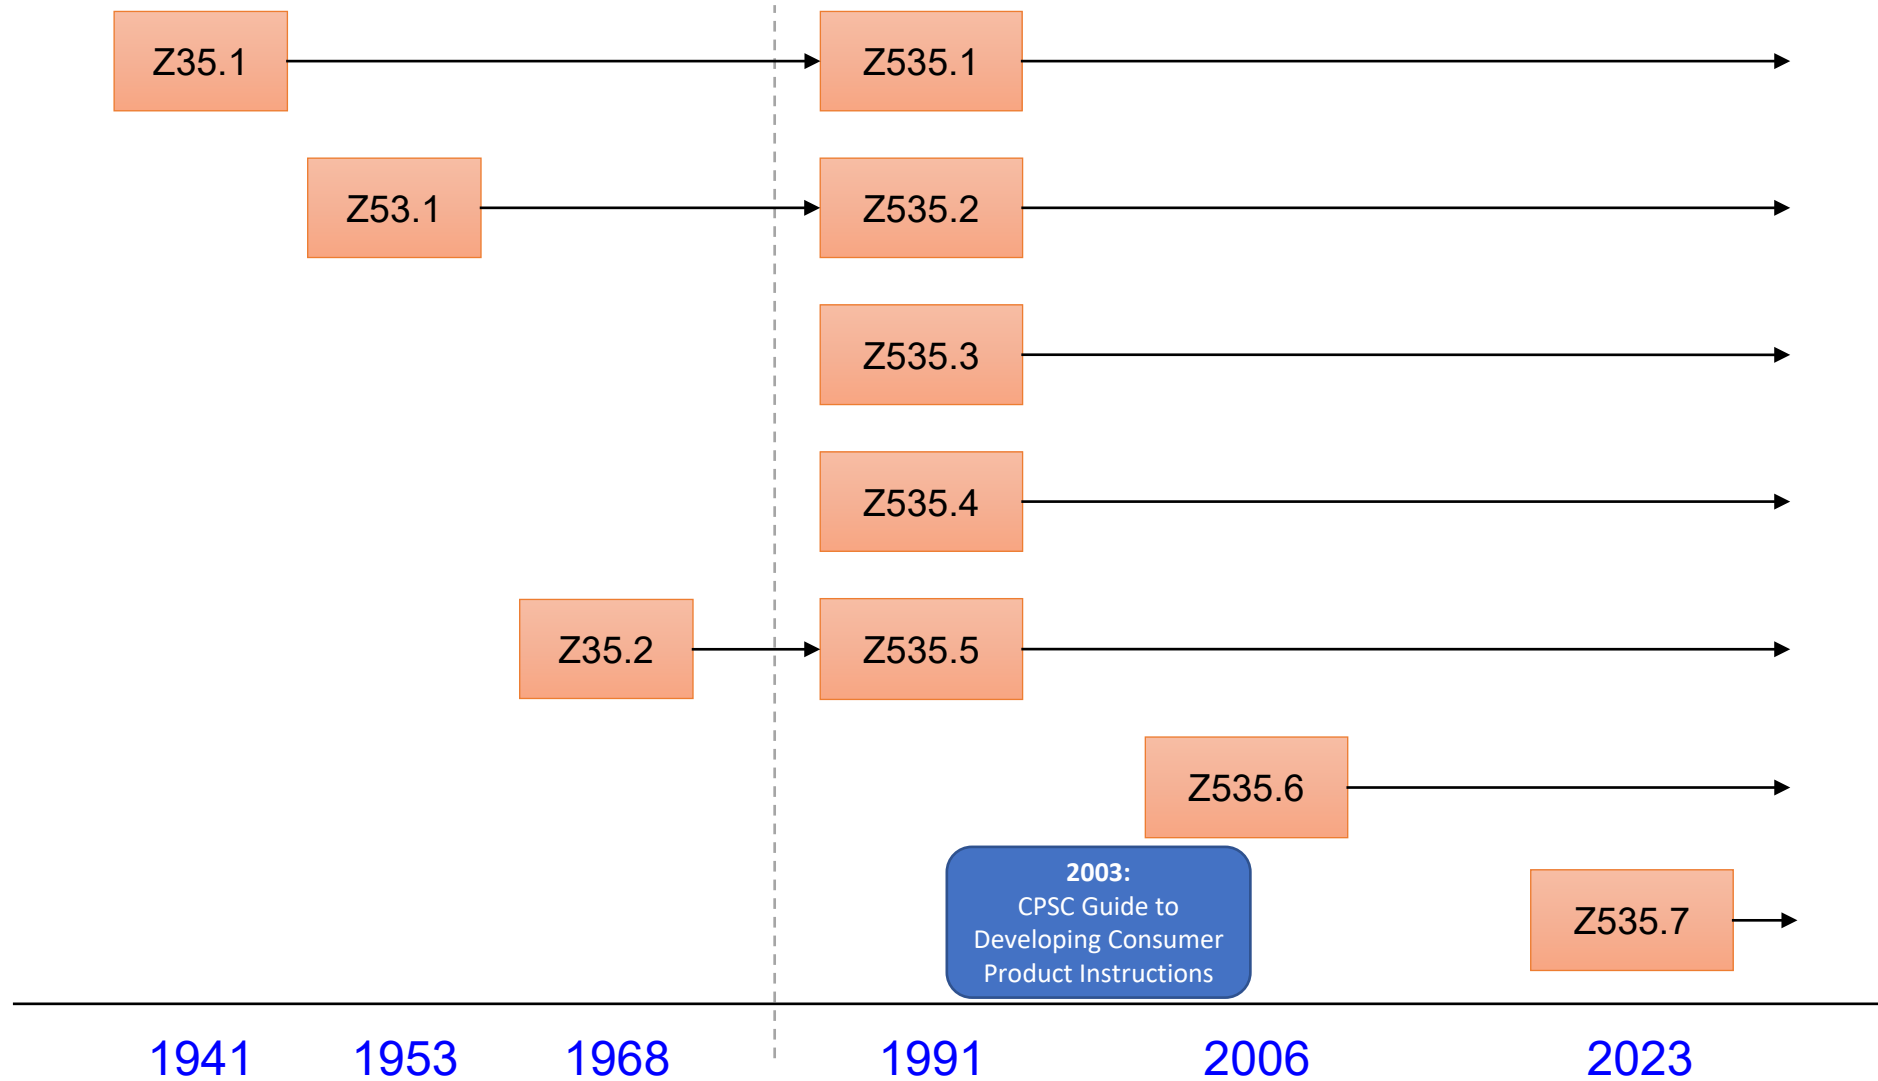 Z35.1
Z535.1
Z53.1
Z535.2
Z535.3
Z535.4
Z35.2
Z535.5
Z535.6
2003:
CPSC Guide to
Developing Consumer
Product Instructions
Z535.7
1941
1953
1968
1991
2006
2023